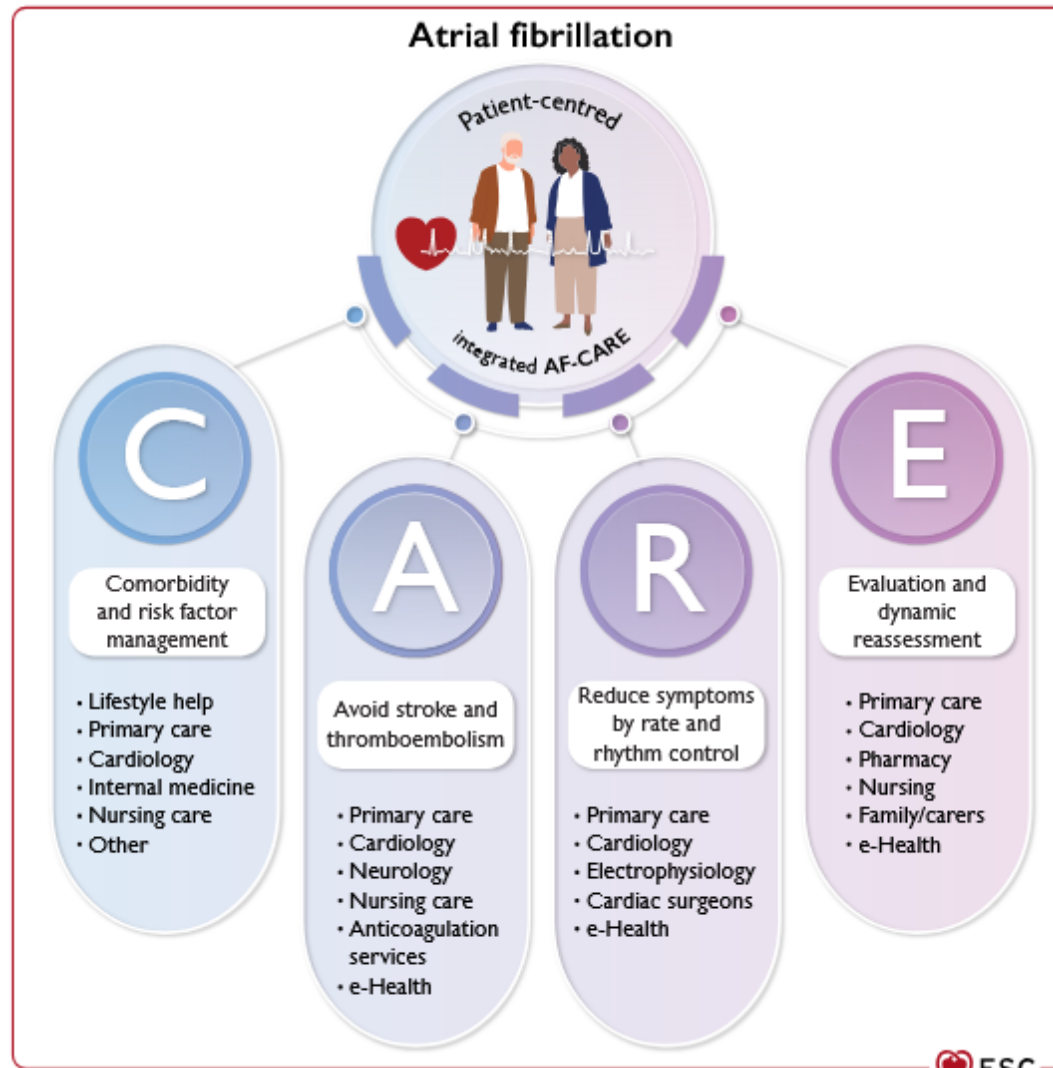 Atrial fibrillation
Patient-centred
integrated AF-CARE
C
Comorbidity
and risk factor
management
• Lifestyle help
• Primary care
• Cardiology
• Internal medicine
• Nursing care
• Other
A
Avoid stroke and
thromboembolism
• Primary care
• Cardiology
• Neurology
• Nursing care
• Anticoagulation
services
• e-Health
R
Reduce symptoms
by rate and
rhythm control
• Primary care
• Cardiology
• Electrophysiology
• Cardiac surgeons
• e-Health
E
Evaluation and
dynamic
reassessment
• Primary care
• Cardiology
• Pharmacy
• Nursing
• Family/carers
• e-Health
ESC